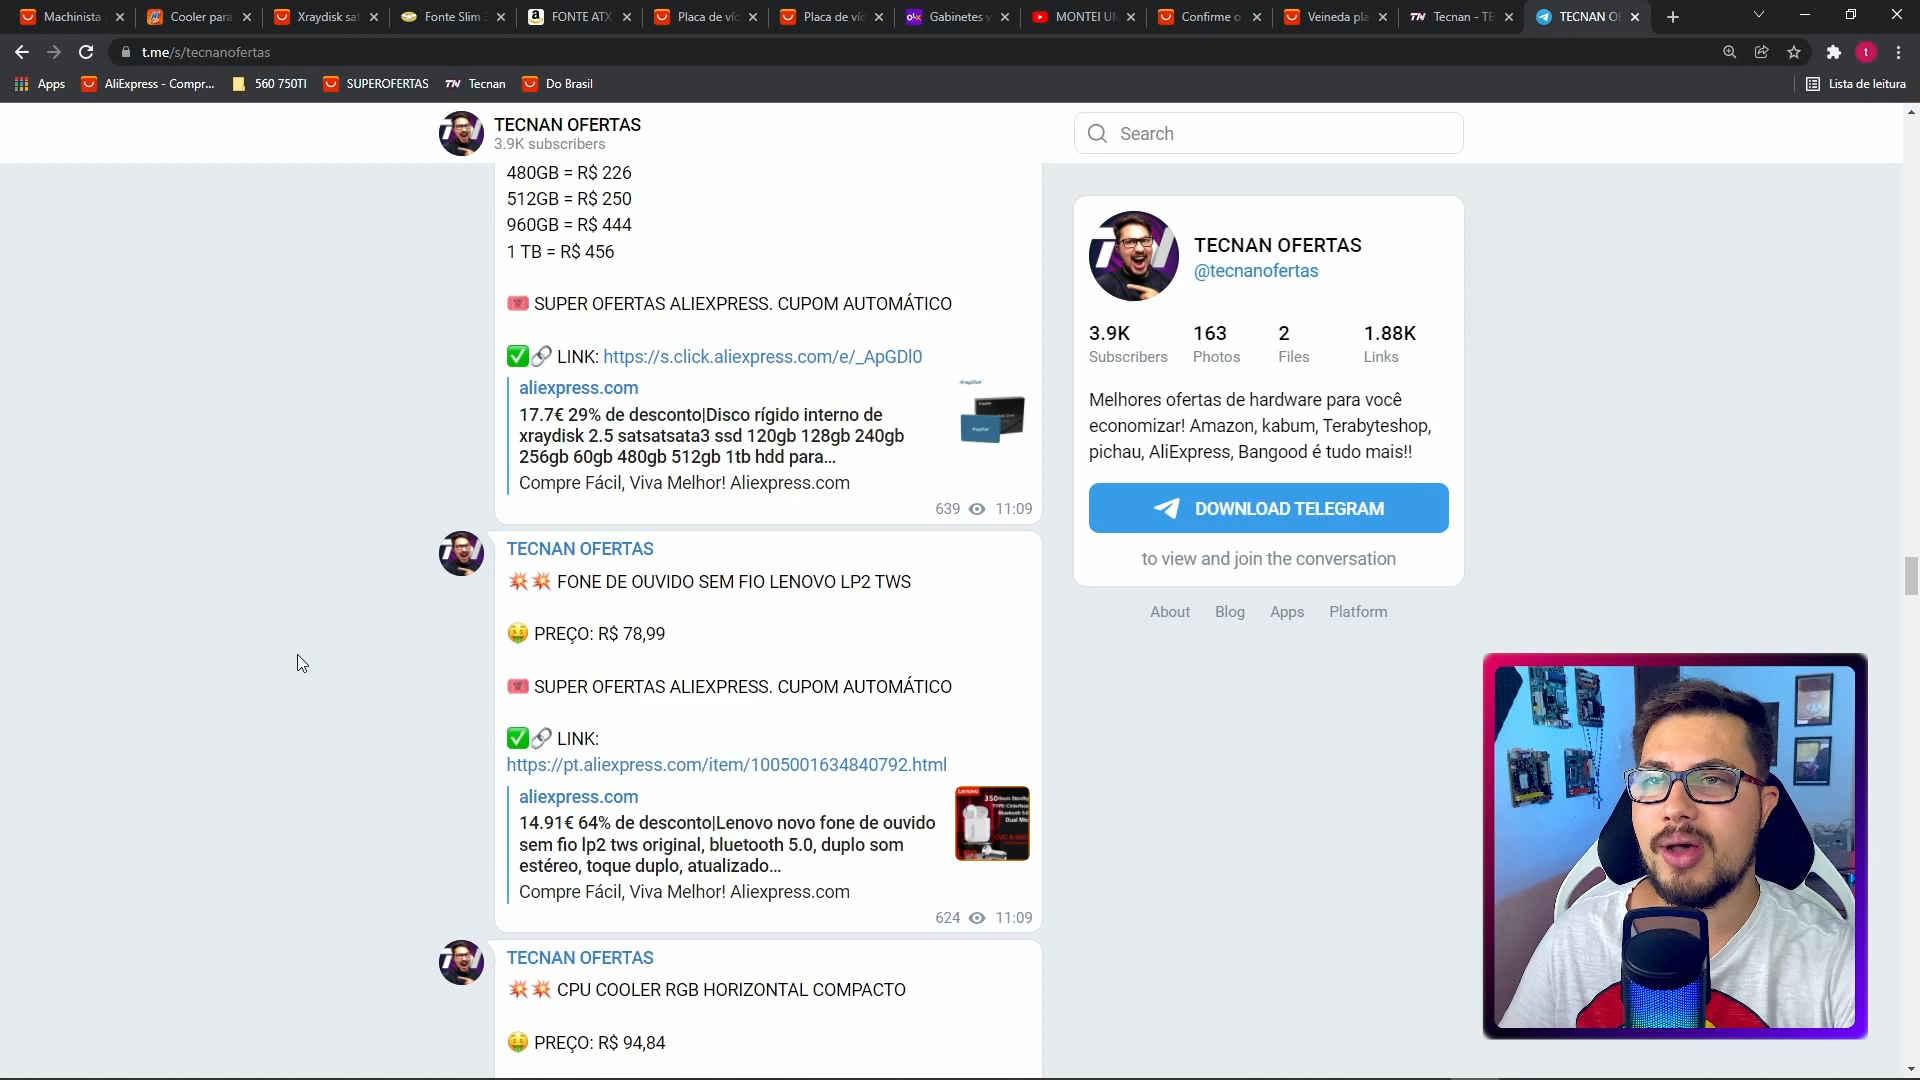 Machinista
Cooler para
Xraydisk sat
Fonte Slim
FONTE ATX
Placa de víd
Placa de víd
Gabinetes
MONTEI UM
Confirme o
Veineda pla
Tecnan - TE
TECNAN OF
t.me/s/tecnanofertas
Apps
AliExpress - Compr...
560 750TI
SUPEROFERTAS
Tecnan
Do Brasil
Lista de leitura
TECNAN OFERTAS
3.9K subscribers
Search
480GB = R$ 226
512GB = R$ 250
960GB = R$ 444
1 TB = R$ 456
SUPER OFERTAS ALIEXPRESS. CUPOM AUTOMÁTICO
LINK: https://s.click.aliexpress.com/e/_ApGDl0
aliexpress.com
17.7€ 29% de desconto|Disco rígido interno de
xraydisk 2.5 satsatsata3 ssd 120gb 128gb 240gb
256gb 60gb 480gb 512gb 1tb hdd para...
Compre Fácil, Viva Melhor! Aliexpress.com
639 11:09
TECNAN OFERTAS
💥💥 FONE DE OUVIDO SEM FIO LENOVO LP2 TWS
🤑 PREÇO: R$ 78,99
SUPER OFERTAS ALIEXPRESS. CUPOM AUTOMÁTICO
✅🔗 LINK:
https://pt.aliexpress.com/item/1005001634840792.html
aliexpress.com
14.91€ 64% de desconto|Lenovo novo fone de ouvido
sem fio lp2 tws original, bluetooth 5.0, duplo som
estéreo, toque duplo, atualizado...
Compre Fácil, Viva Melhor! Aliexpress.com
Lenovo
624 11:09
TECNAN OFERTAS
💥💥 CPU COOLER RGB HORIZONTAL COMPACTO
🤑 PREÇO: R$ 94,84
TECNAN OFERTAS
@tecnanofertas
3.9K 163 2 1.88K
Subscribers Photos Files Links
Melhores ofertas de hardware para você
economizar! Amazon, kabum, Terabyteshop,
pichau, AliExpress, Bangood é tudo mais!!
DOWNLOAD TELEGRAM
to view and join the conversation
About Blog Apps Platform